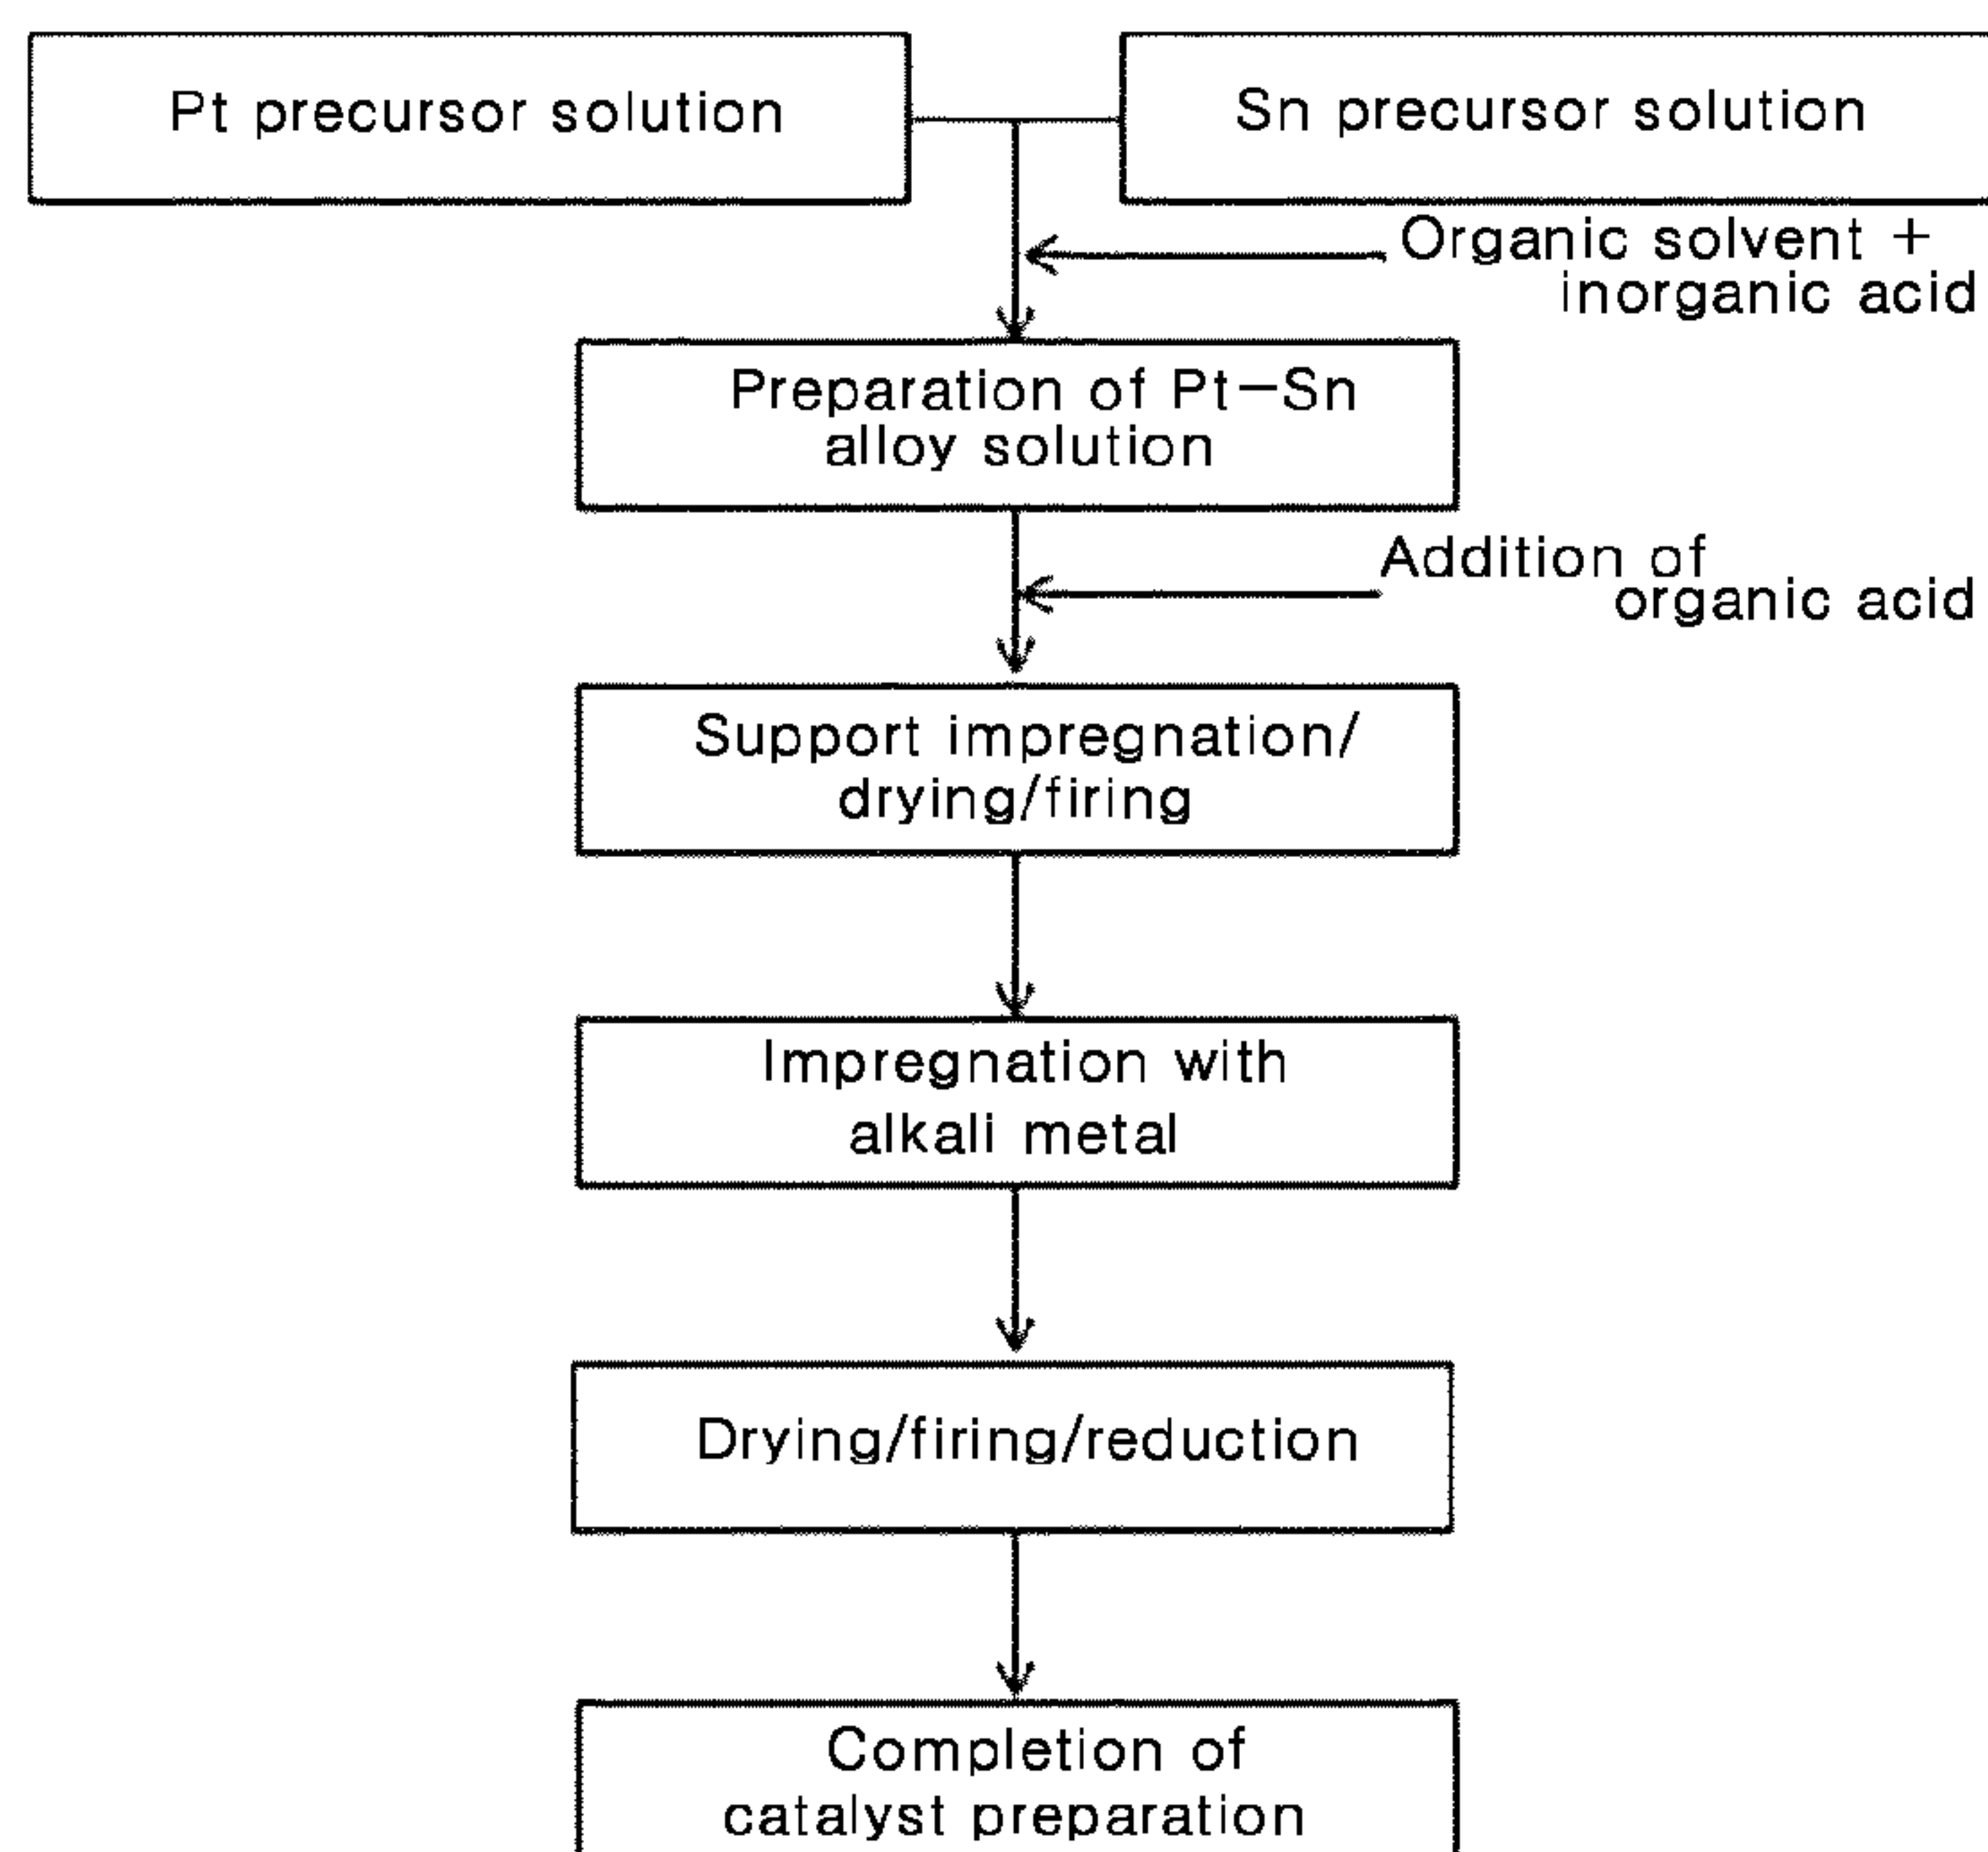 Pt precursor solution
Sn precursor solution
Organic solvent +
inorganic acid
Preparation of Pt-Sn
alloy solution
Addition of
organic acid
Support impregnation/
drying/firing
Impregnation with
alkali metal
Drying/firing/reduction
Completion of
catalyst preparation